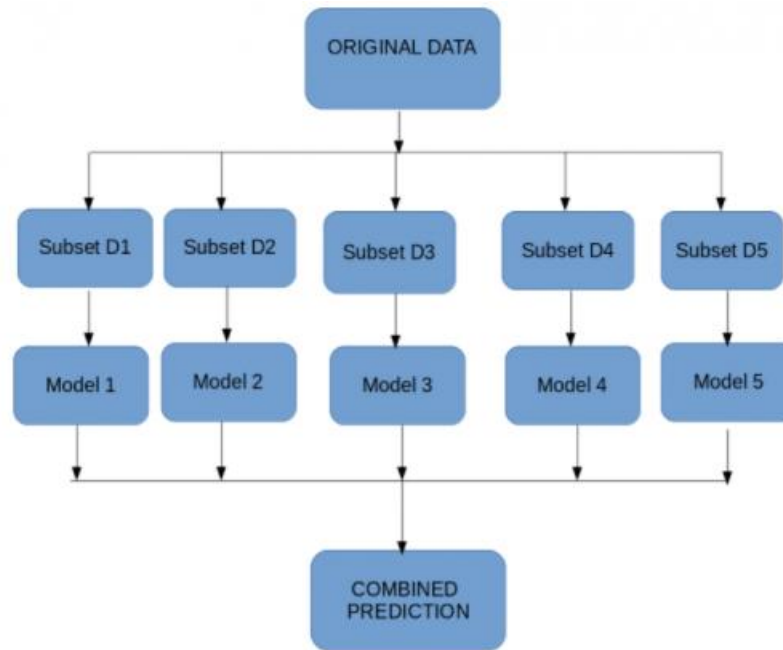 ORIGINAL DATA
Subset D1
Subset D2
Subset D3
Subset D4
Subset D5
Model 1
Model 2
Model 3
Model 4
Model 5
COMBINED
PREDICTION